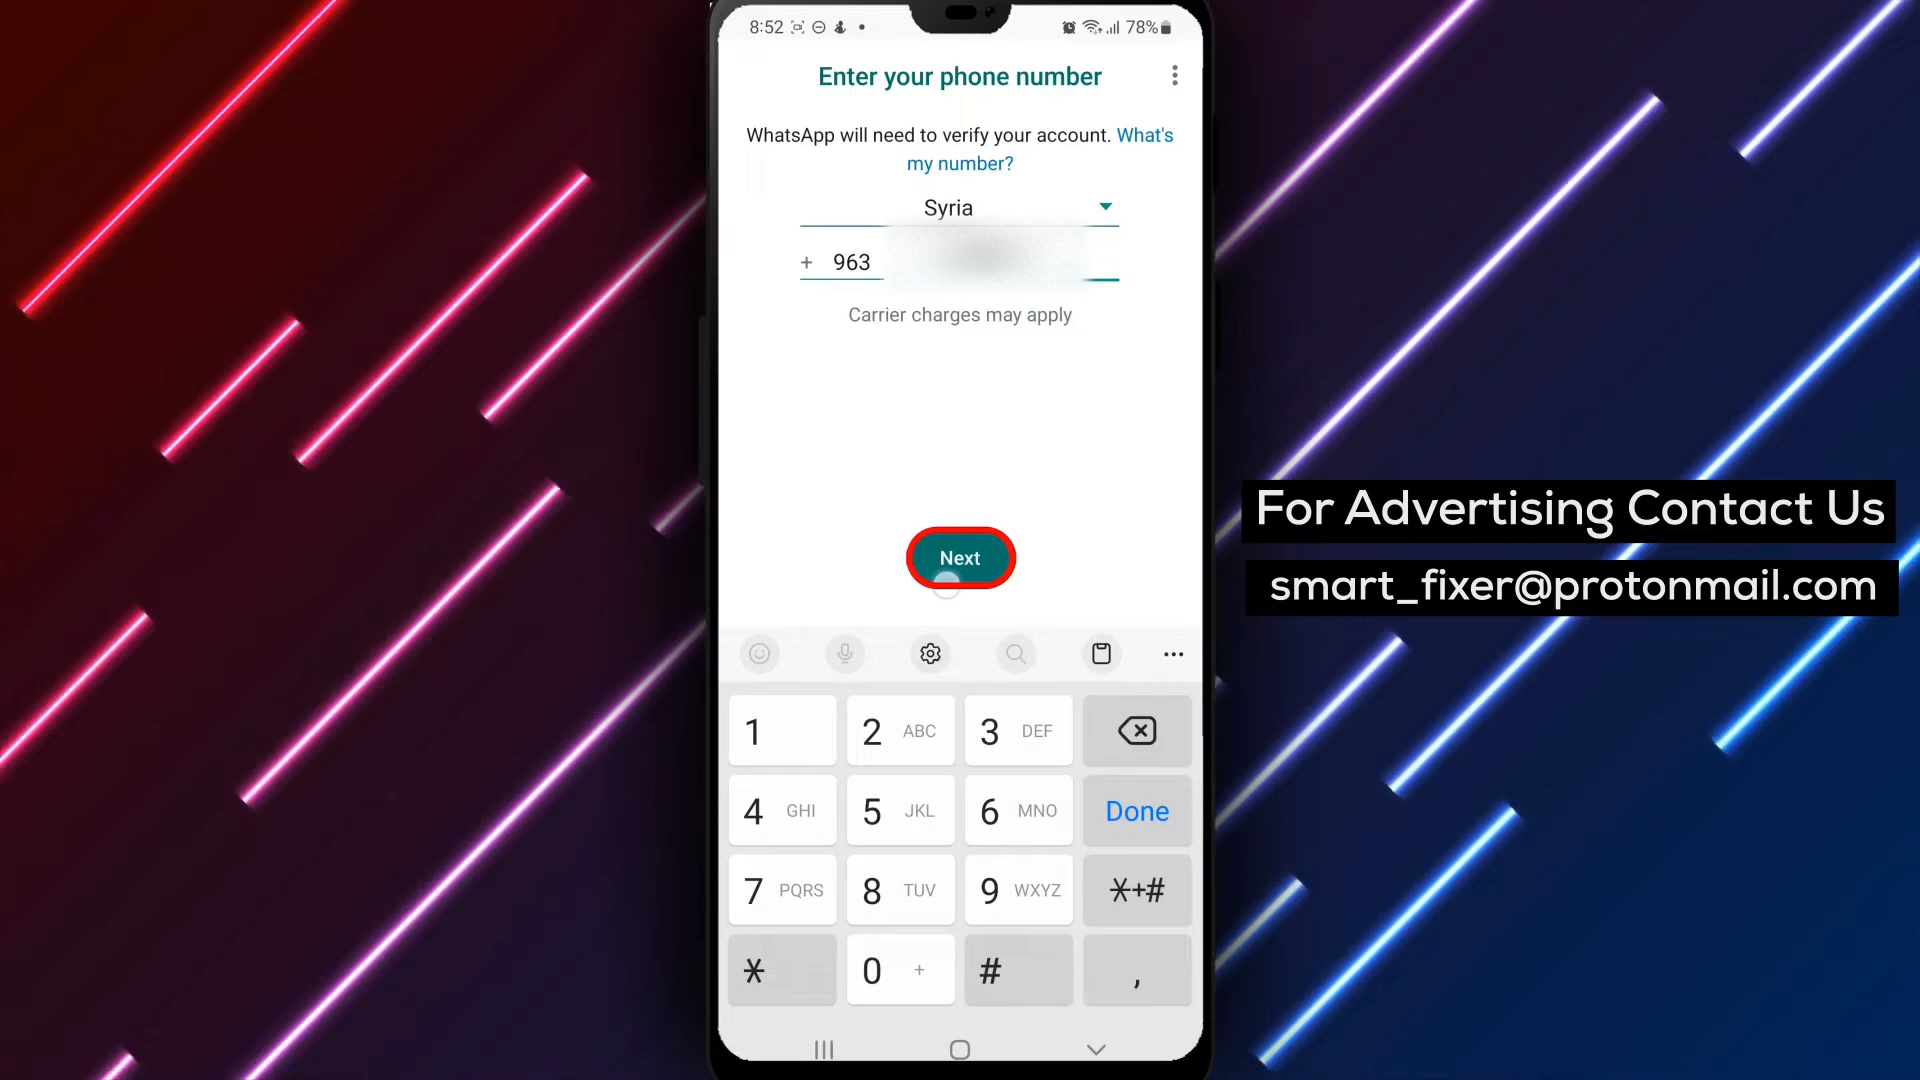 8:52
78%
Enter your phone number
WhatsApp will need to verify your account. What's
my number?
Syria
+ 963
Carrier charges may apply
Next
For Advertising Contact Us
smart_fixer@protonmail.com
1
2 ABC
3 DEF
4 GHI
5 JKL
6 MNO
Done
7 PQRS
8 TUV
9 WXYZ
*+#
*
0 +
#
,